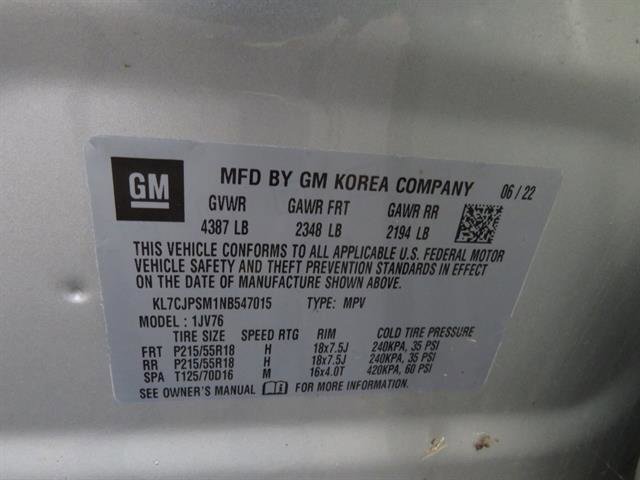 GM
MFD BY GM KOREA COMPANY 06/22
GVWR GAWR FRT GAWR RR
4387 LB 2348 LB 2194 LB
THIS VEHICLE CONFORMS TO ALL APPLICABLE U.S. FEDERAL MOTOR
VEHICLE SAFETY AND THEFT PREVENTION STANDARDS IN EFFECT
ON THE DATE OF MANUFACTURE SHOWN ABOVE.
KL7CJPSM1NB547015 TYPE: MPV
MODEL : 1JV76
TIRE SIZE SPEED RTG RIM COLD TIRE PRESSURE
FRT P215/55R18 H 18x7.5J 240KPA, 35 PSI
RR P215/55R18 H 18x7.5J 240KPA, 35 PSI
SPA T125/70D16 M 16x4.0T 420KPA, 60 PSI
SEE OWNER'S MANUAL FOR MORE INFORMATION.